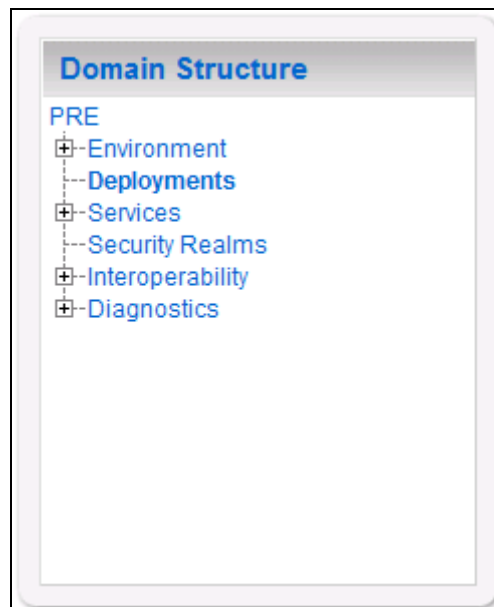 Domain Structure
PRE
Environment
Deployments
Services
Security Realms
Interoperability
Diagnostics